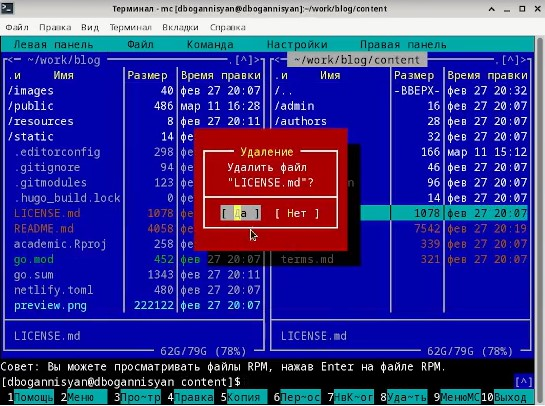 Терминал - mc [dbogannisyan@dbogannisyan]:~/work/blog/content
Файл Правка Вид Терминал Вкладки Справка
Левая панель Файл Команда Настройки Правая панель
<— ~/work/blog .[^]> <— ~/work/blog/content .[^]>
.и Имя Размер Время правки .и Имя Размер Время правки
/images 40 фев 27 20:07 /.. -ВВЕРХ- фев 27 20:32
/public 486 мар 11 16:28 /admin 16 фев 27 20:07
/resources 8 фев 27 20:11 /authors 28 фев 27 20:07
/static 14 фев 27 20:07 32 фев 27 20:07
.editorconfig 298 166 мар 11 15:12
.gitignore 94 46 фев 27 20:07
.gitmodules 123 96 фев 27 20:07
.hugo_build.lock 0 14 фев 27 20:07
LICENSE.md 1078 1078 фев 27 20:07
README.md 4058 7542 фев 27 20:19
academic.Rproj 258 339 фев 27 20:07
go.mod 452 фев 27 20:07 terms.md 321 фев 27 20:07
go.sum 1343 фев 27 20:11
netlify.toml 480 фев 27 20:07
preview.png 222122 фев 27 20:07
Удаление
Удалить файл
"LICENSE.md"?
[ Да ] [ Нет ]
LICENSE.md LICENSE.md
62G/79G (78%) 62G/79G (78%)
Совет: Вы можете просматривать файлы RPM, нажав Enter на файле RPM.
[dbogannisyan@dbogannisyan content]$ [^]
1Помощь 2Меню 3Про~тр 4Правка 5Копия 6Пер~ос 7НвК~ог 8Уда~ть 9МенюMC 10Выход